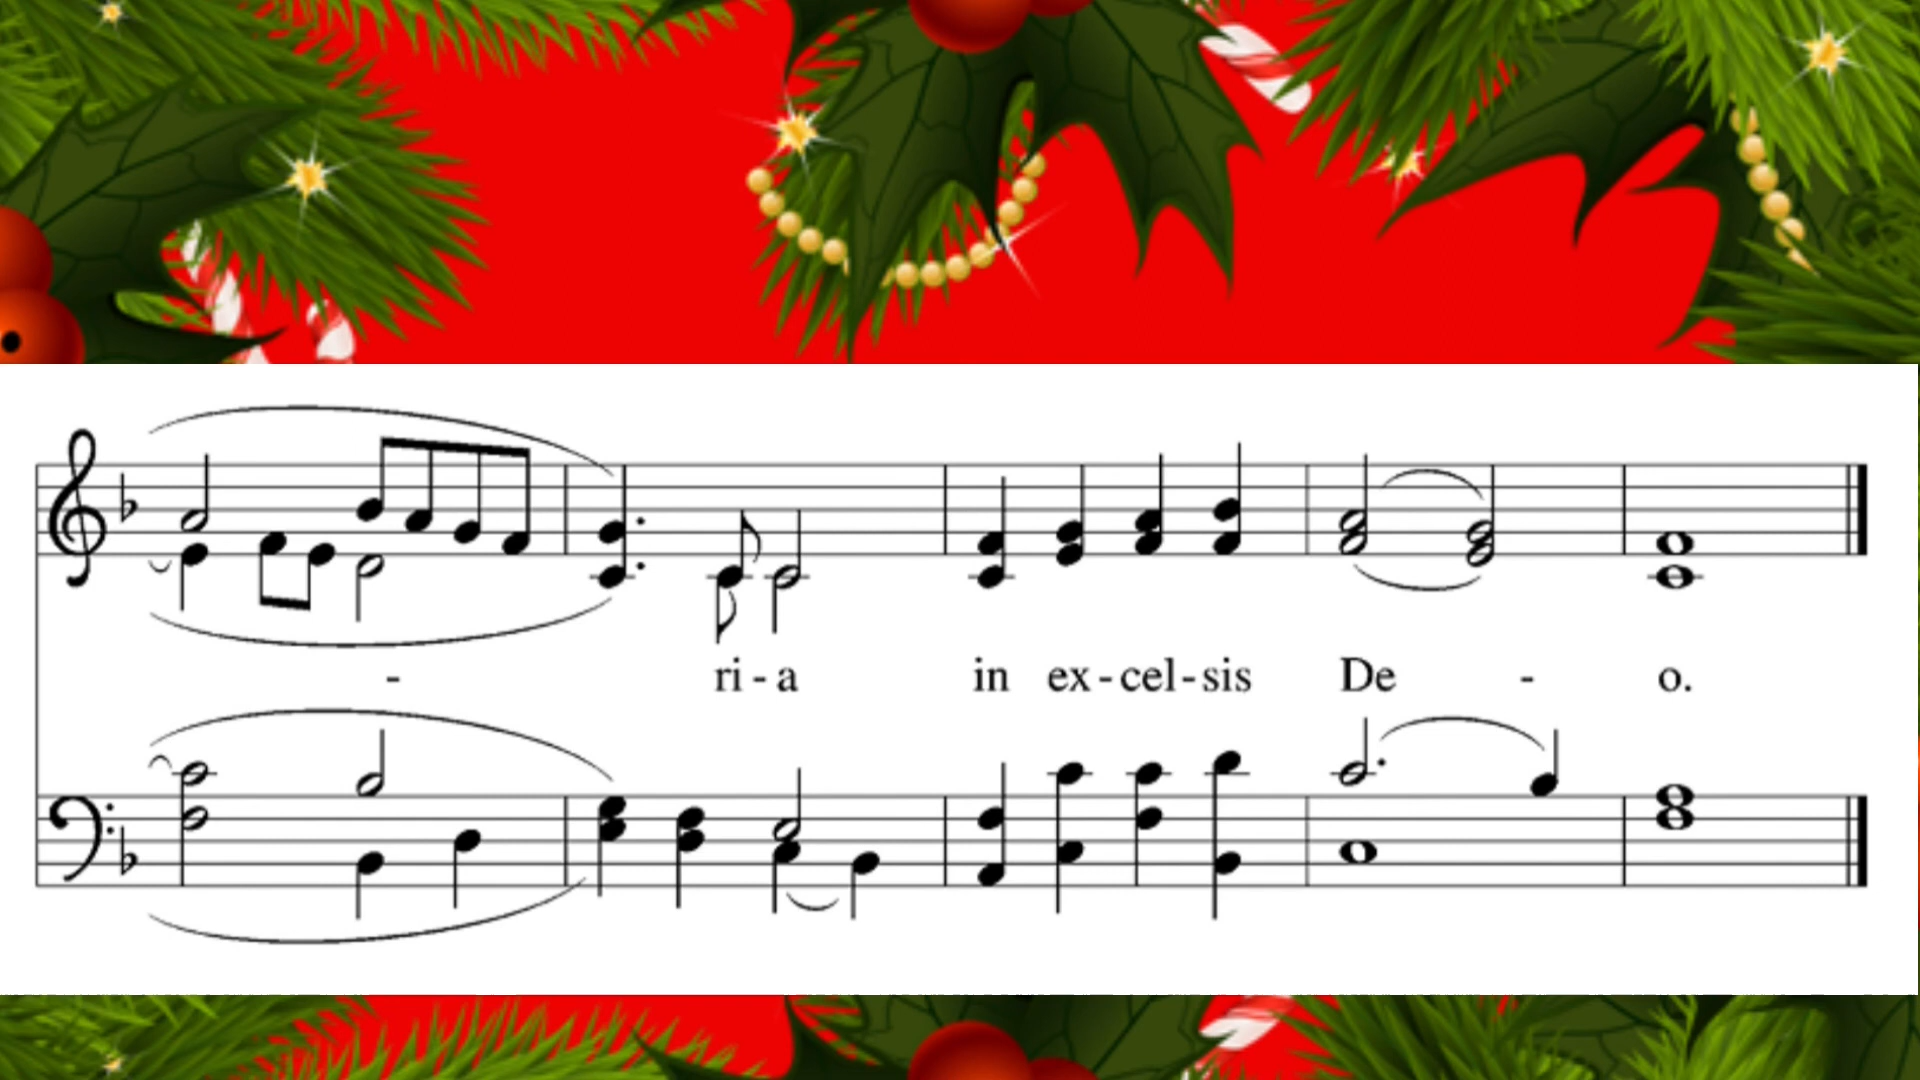 - ri - a in ex - cel - sis De - o.